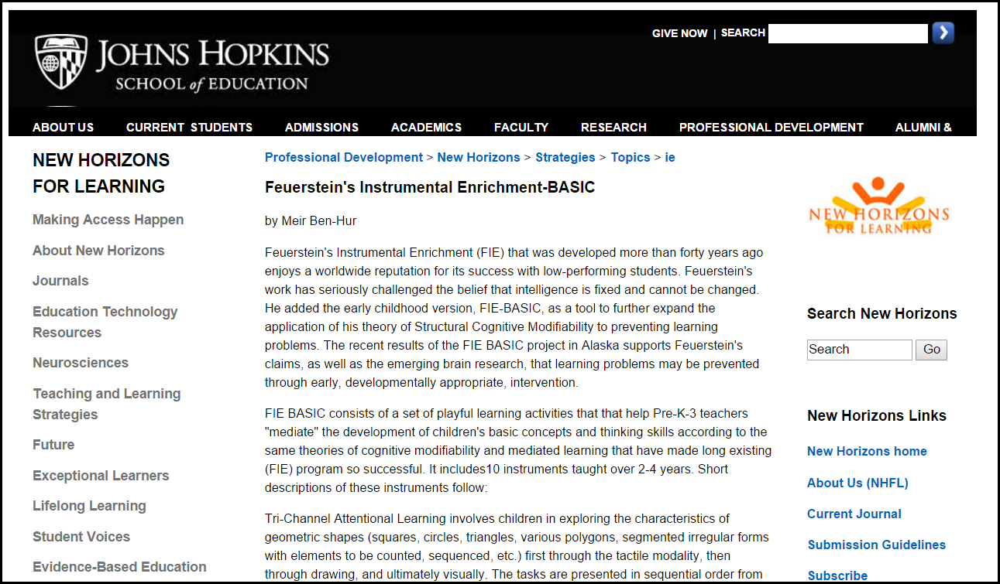 GIVE NOW | SEARCH
JOHNS HOPKINS
SCHOOL of EDUCATION
ABOUT US CURRENT STUDENTS ADMISSIONS ACADEMICS FACULTY RESEARCH PROFESSIONAL DEVELOPMENT ALUMNI &
NEW HORIZONS
FOR LEARNING
Making Access Happen
About New Horizons
Journals
Education Technology
Resources
Neurosciences
Teaching and Learning
Strategies
Future
Exceptional Learners
Lifelong Learning
Student Voices
Evidence-Based Education
Professional Development > New Horizons > Strategies > Topics > ie
Feuerstein's Instrumental Enrichment-BASIC
by Meir Ben-Hur
Feuerstein's Instrumental Enrichment (FIE) that was developed more than forty years ago
enjoys a worldwide reputation for its success with low-performing students. Feuerstein's
work has seriously challenged the belief that intelligence is fixed and cannot be changed.
He added the early childhood version, FIE-BASIC, as a tool to further expand the
application of his theory of Structural Cognitive Modifiability to preventing learning
problems. The recent results of the FIE BASIC project in Alaska supports Feuerstein's
claims, as well as the emerging brain research, that learning problems may be prevented
through early, developmentally appropriate, intervention.
FIE BASIC consists of a set of playful learning activities that that help Pre-K-3 teachers
"mediate" the development of children's basic concepts and thinking skills according to the
same theories of cognitive modifiability and mediated learning that have made long existing
(FIE) program so successful. It includes10 instruments taught over 2-4 years. Short
descriptions of these instruments follow:
Tri-Channel Attentional Learning involves children in exploring the characteristics of
geometric shapes (squares, circles, triangles, various polygons, segmented irregular forms
with elements to be counted, sequenced, etc.) first through the tactile modality, then
through drawing, and ultimately visually. The tasks are presented in sequential order from
NEW HORIZONS
FOR LEARNING
Search New Horizons
Search Go
New Horizons Links
New Horizons home
About Us (NHFL)
Current Journal
Submission Guidelines
Subscribe